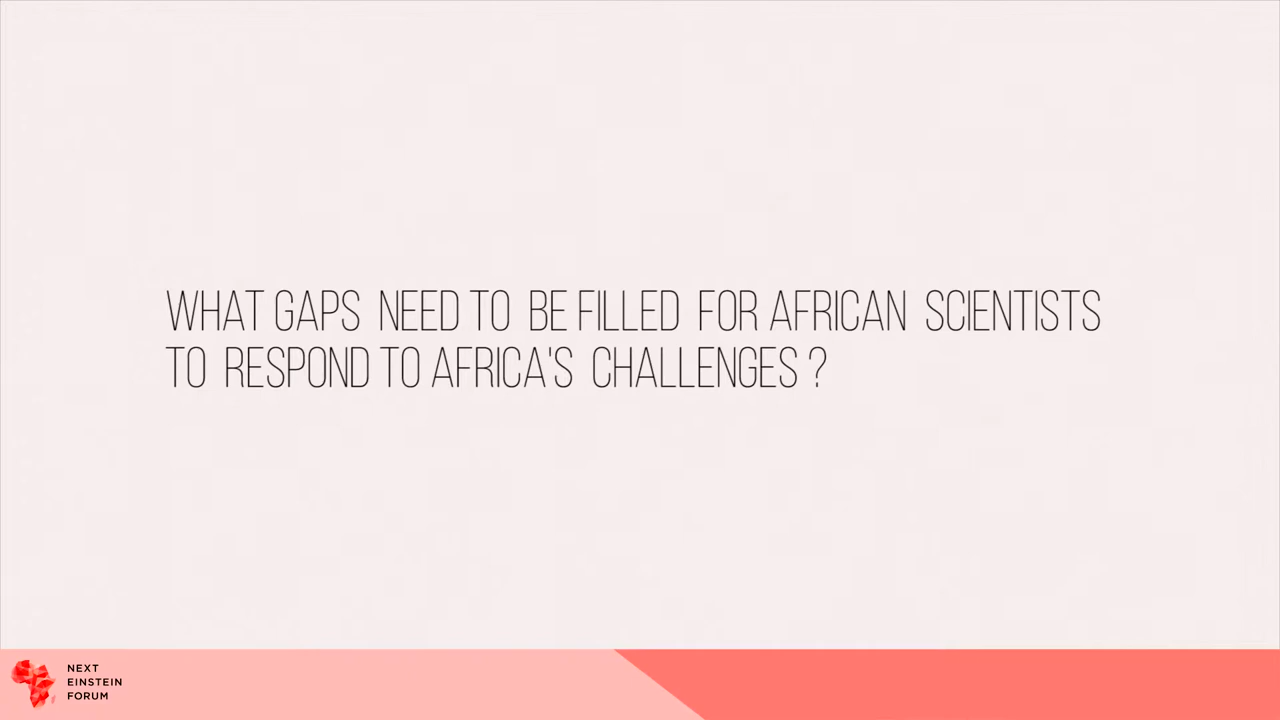 WHAT GAPS NEED TO BE FILLED FOR AFRICAN SCIENTISTS
TO RESPOND TO AFRICA'S CHALLENGES ?
NEXT
EINSTEIN
FORUM